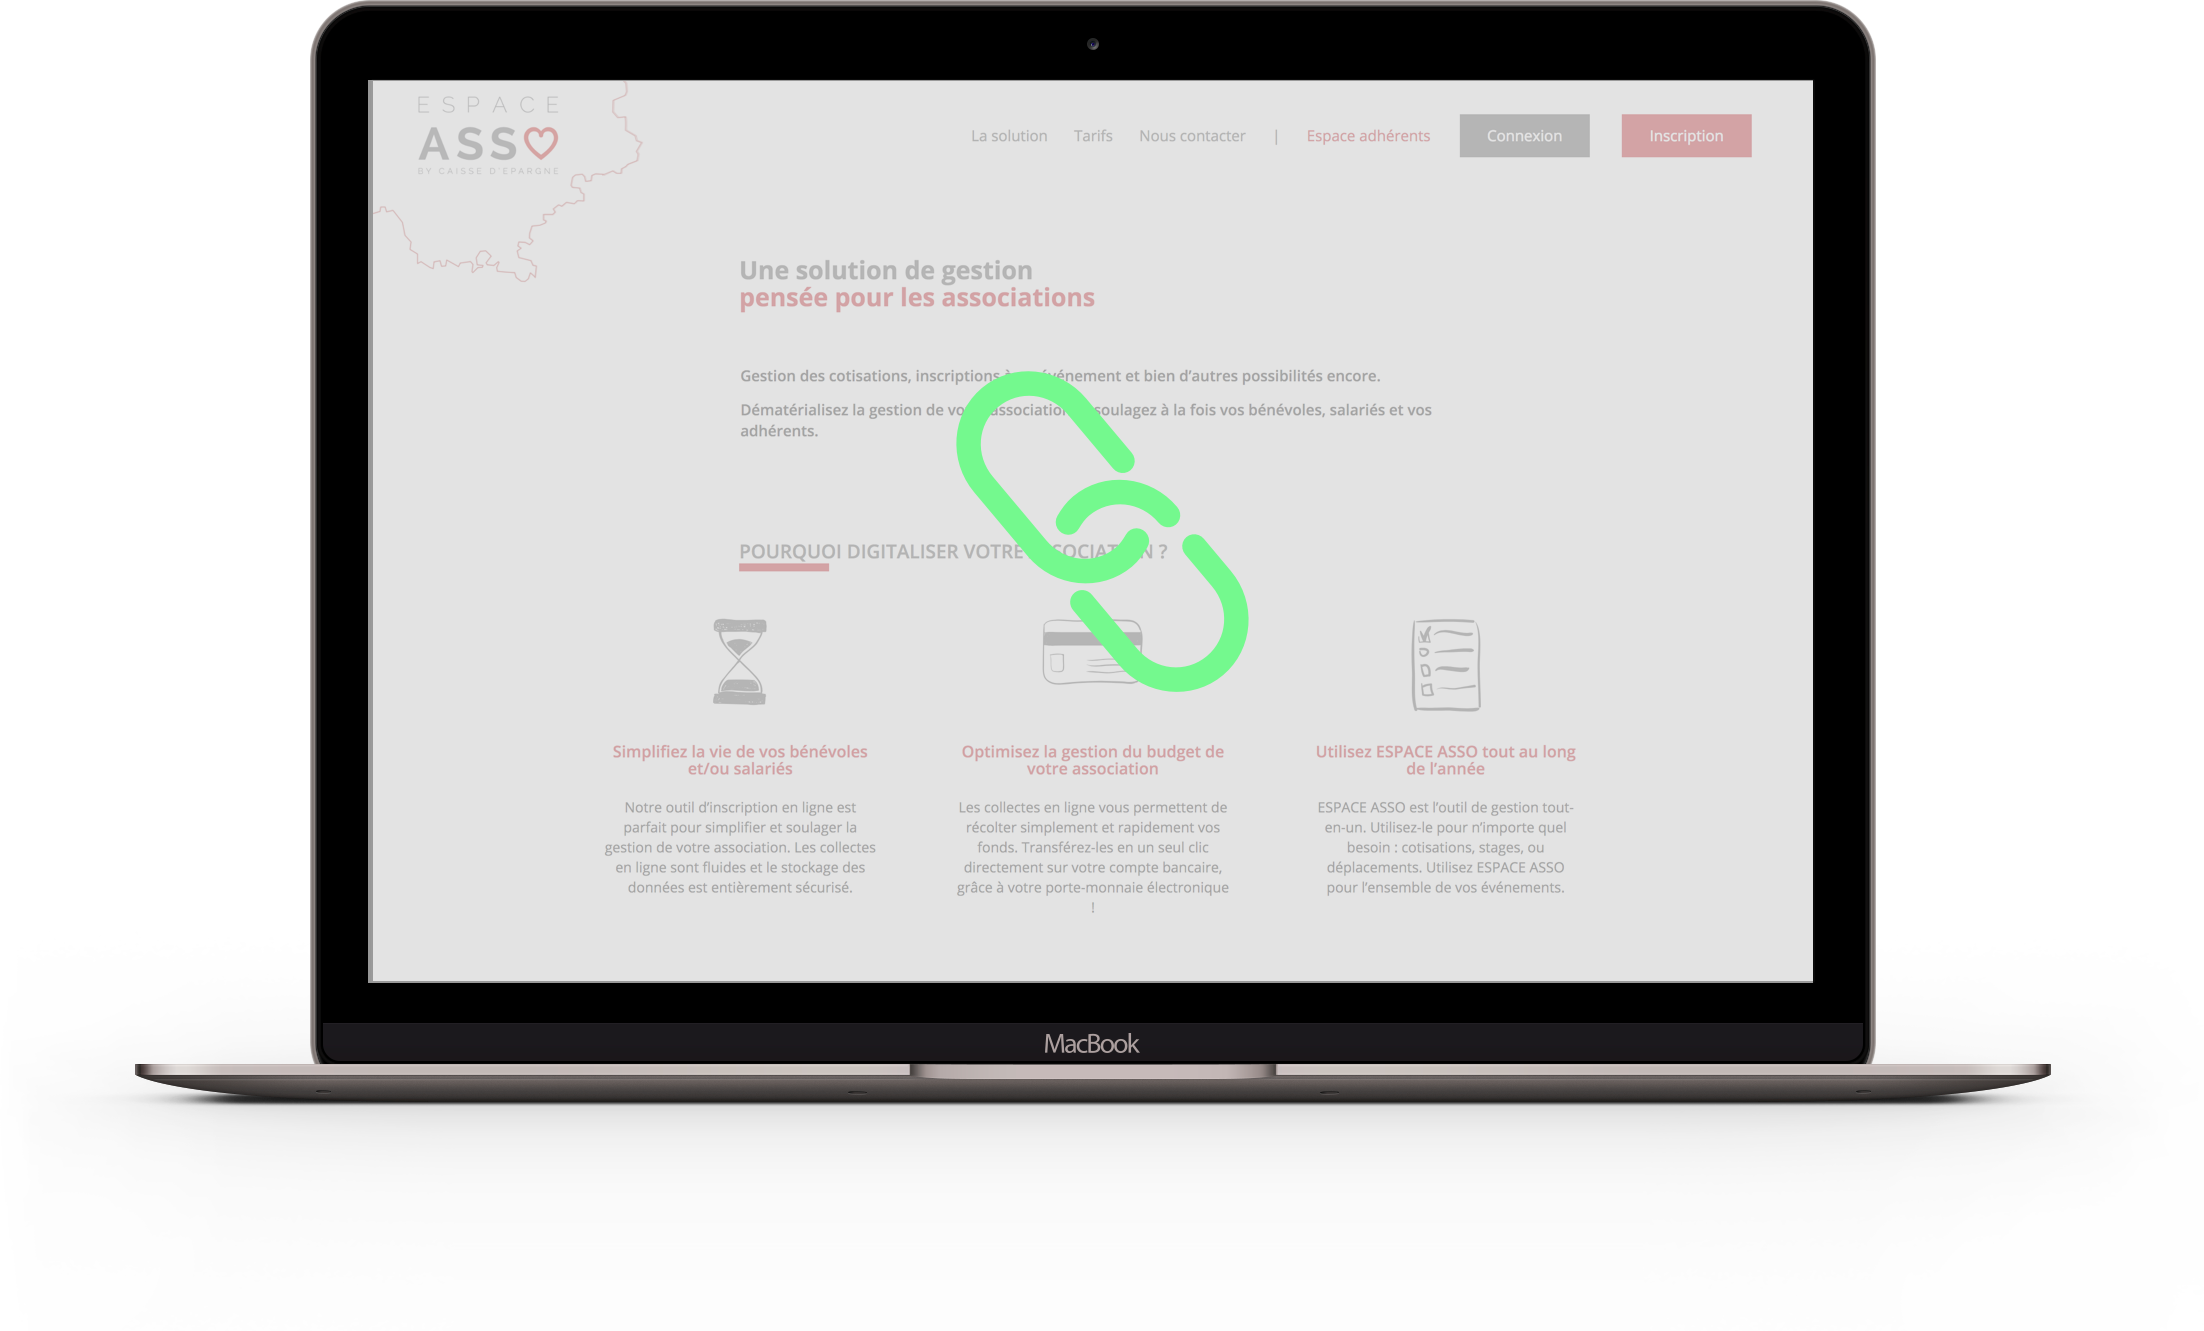 ESPACE
ASS
BY CAISSE D'EPARGNE
La solution Tarifs Nous contacter | Espace adhérents Connexion Inscription
Une solution de gestion
pensée pour les associations
Gestion des cotisations, inscriptions à événement et bien d'autres possibilités encore.
Dématérialisez la gestion de association soulagez à la fois vos bénévoles, salariés et vos
adhérents.
POURQUOI DIGITALISER VOTRE ASSOCIATION ?
Simplifiez la vie de vos bénévoles
et/ou salariés
Notre outil d'inscription en ligne est
parfait pour simplifier et soulager la
gestion de votre association. Les collectes
en ligne sont fluides et le stockage des
données est entièrement sécurisé.
Optimisez la gestion du budget de
votre association
Les collectes en ligne vous permettent de
récolter simplement et rapidement vos
fonds. Transférez-les en un seul clic
directement sur votre compte bancaire,
grâce à votre porte-monnaie électronique
!
Utilisez ESPACE ASSO tout au long
de l'année
ESPACE ASSO est l'outil de gestion tout-
en-un. Utilisez-le pour n'importe quel
besoin : cotisations, stages, ou
déplacements. Utilisez ESPACE ASSO
pour l'ensemble de vos événements.
MacBook